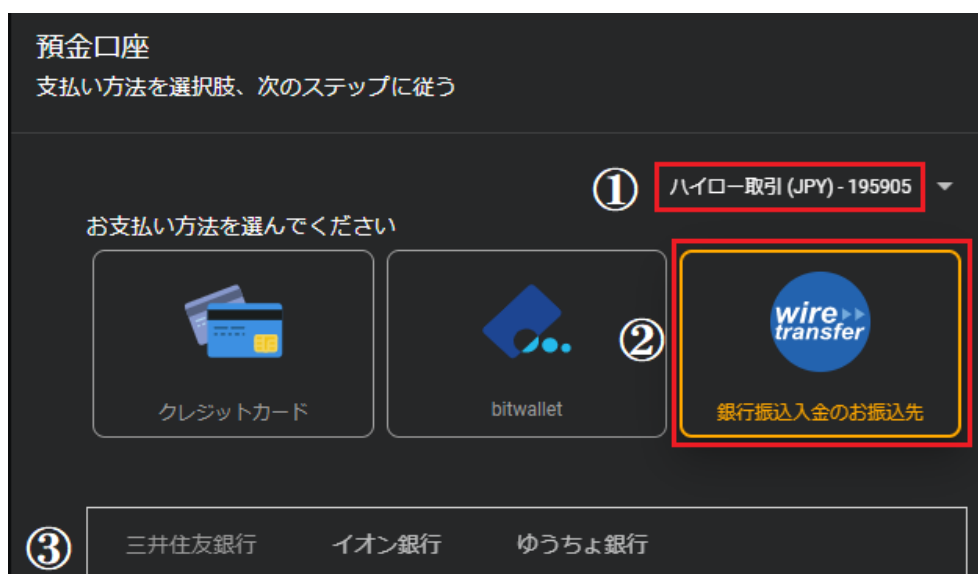 預金口座
支払い方法を選択肢、次のステップに従う
① ハイロー取引 (JPY) - 195905
お支払い方法を選んでください
クレジットカード
bitwallet
②
wire
transfer
銀行振込入金のお振込先
③ 三井住友銀行 イオン銀行 ゆうちょ銀行